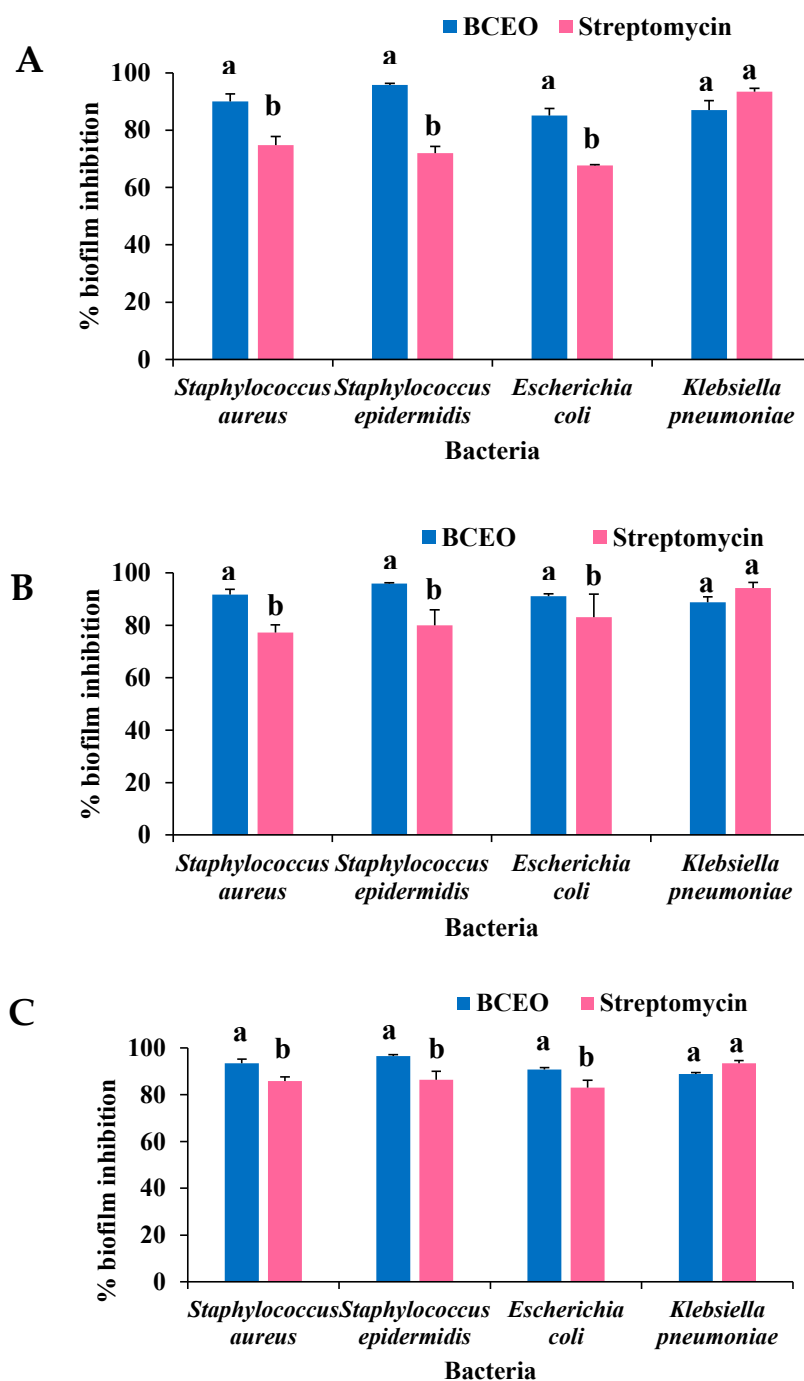 BCEO Streptomycin
A
a b a b a b a a
100
80
60
40
20
0
% biofilm inhibition
Staphylococcus Staphylococcus Escherichia Klebsiella
aureus epidermidis coli pneumoniae
Bacteria
BCEO Streptomycin
B
a b a b a b a a
100
80
60
40
20
0
% biofilm inhibition
Staphylococcus Staphylococcus Escherichia Klebsiella
aureus epidermidis coli pneumoniae
Bacteria
BCEO Streptomycin
C
a b a b a b a a
100
80
60
40
20
0
% biofilm inhibition
Staphylococcus Staphylococcus Escherichia Klebsiella
aureus epidermidis coli pneumoniae
Bacteria